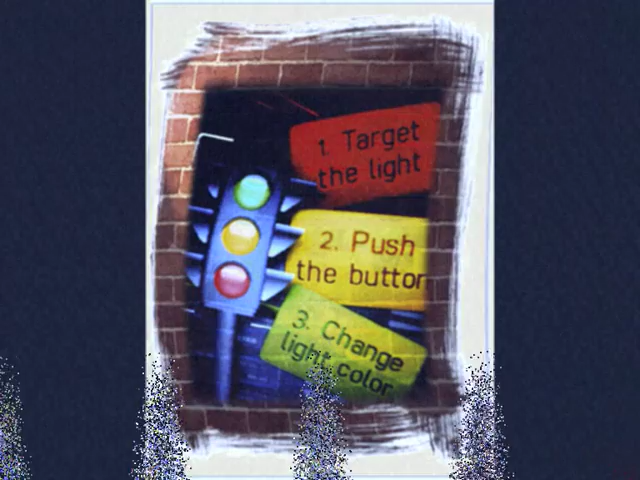 1. Target
the light
2. Push
the button
3. Change
light color